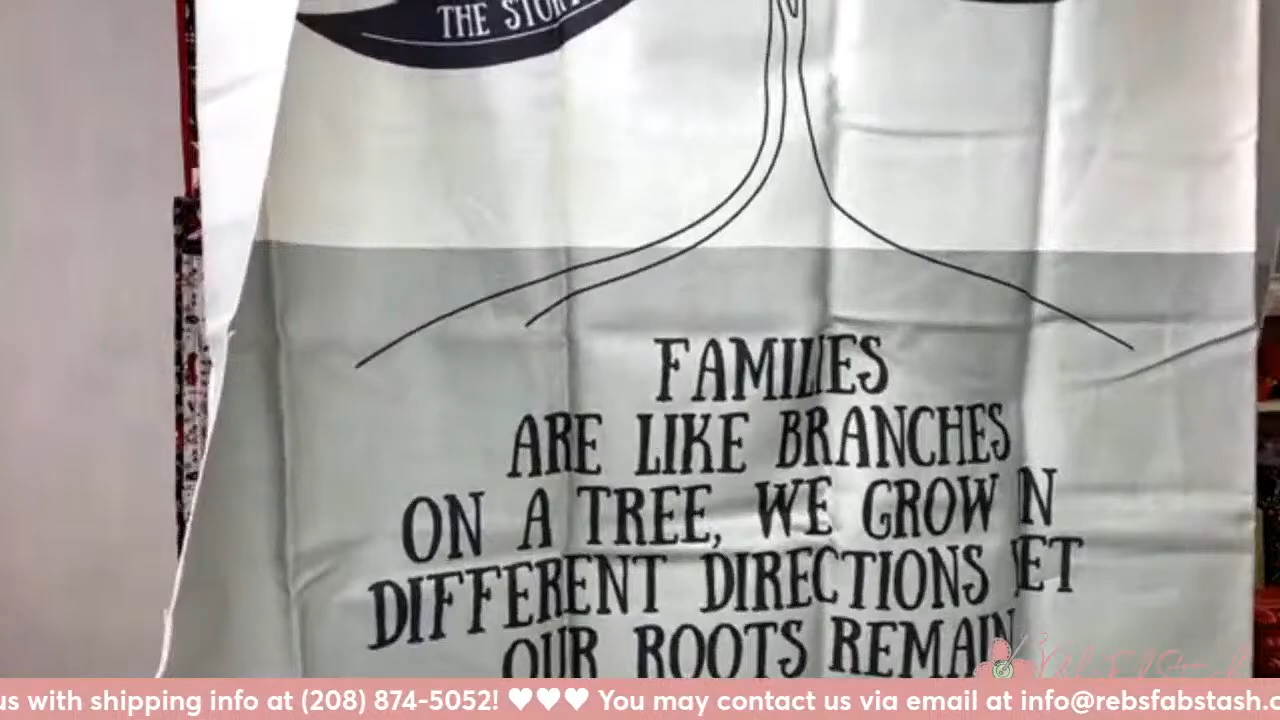 THE STORY
FAMILIES
ARE LIKE BRANCHES
ON A TREE, WE GROW IN
DIFFERENT DIRECTIONS YET
OUR ROOTS REMAIN
us with shipping info at (208) 874-5052! ♥♥♥ You may contact us via email at info@rebsfabstash.c